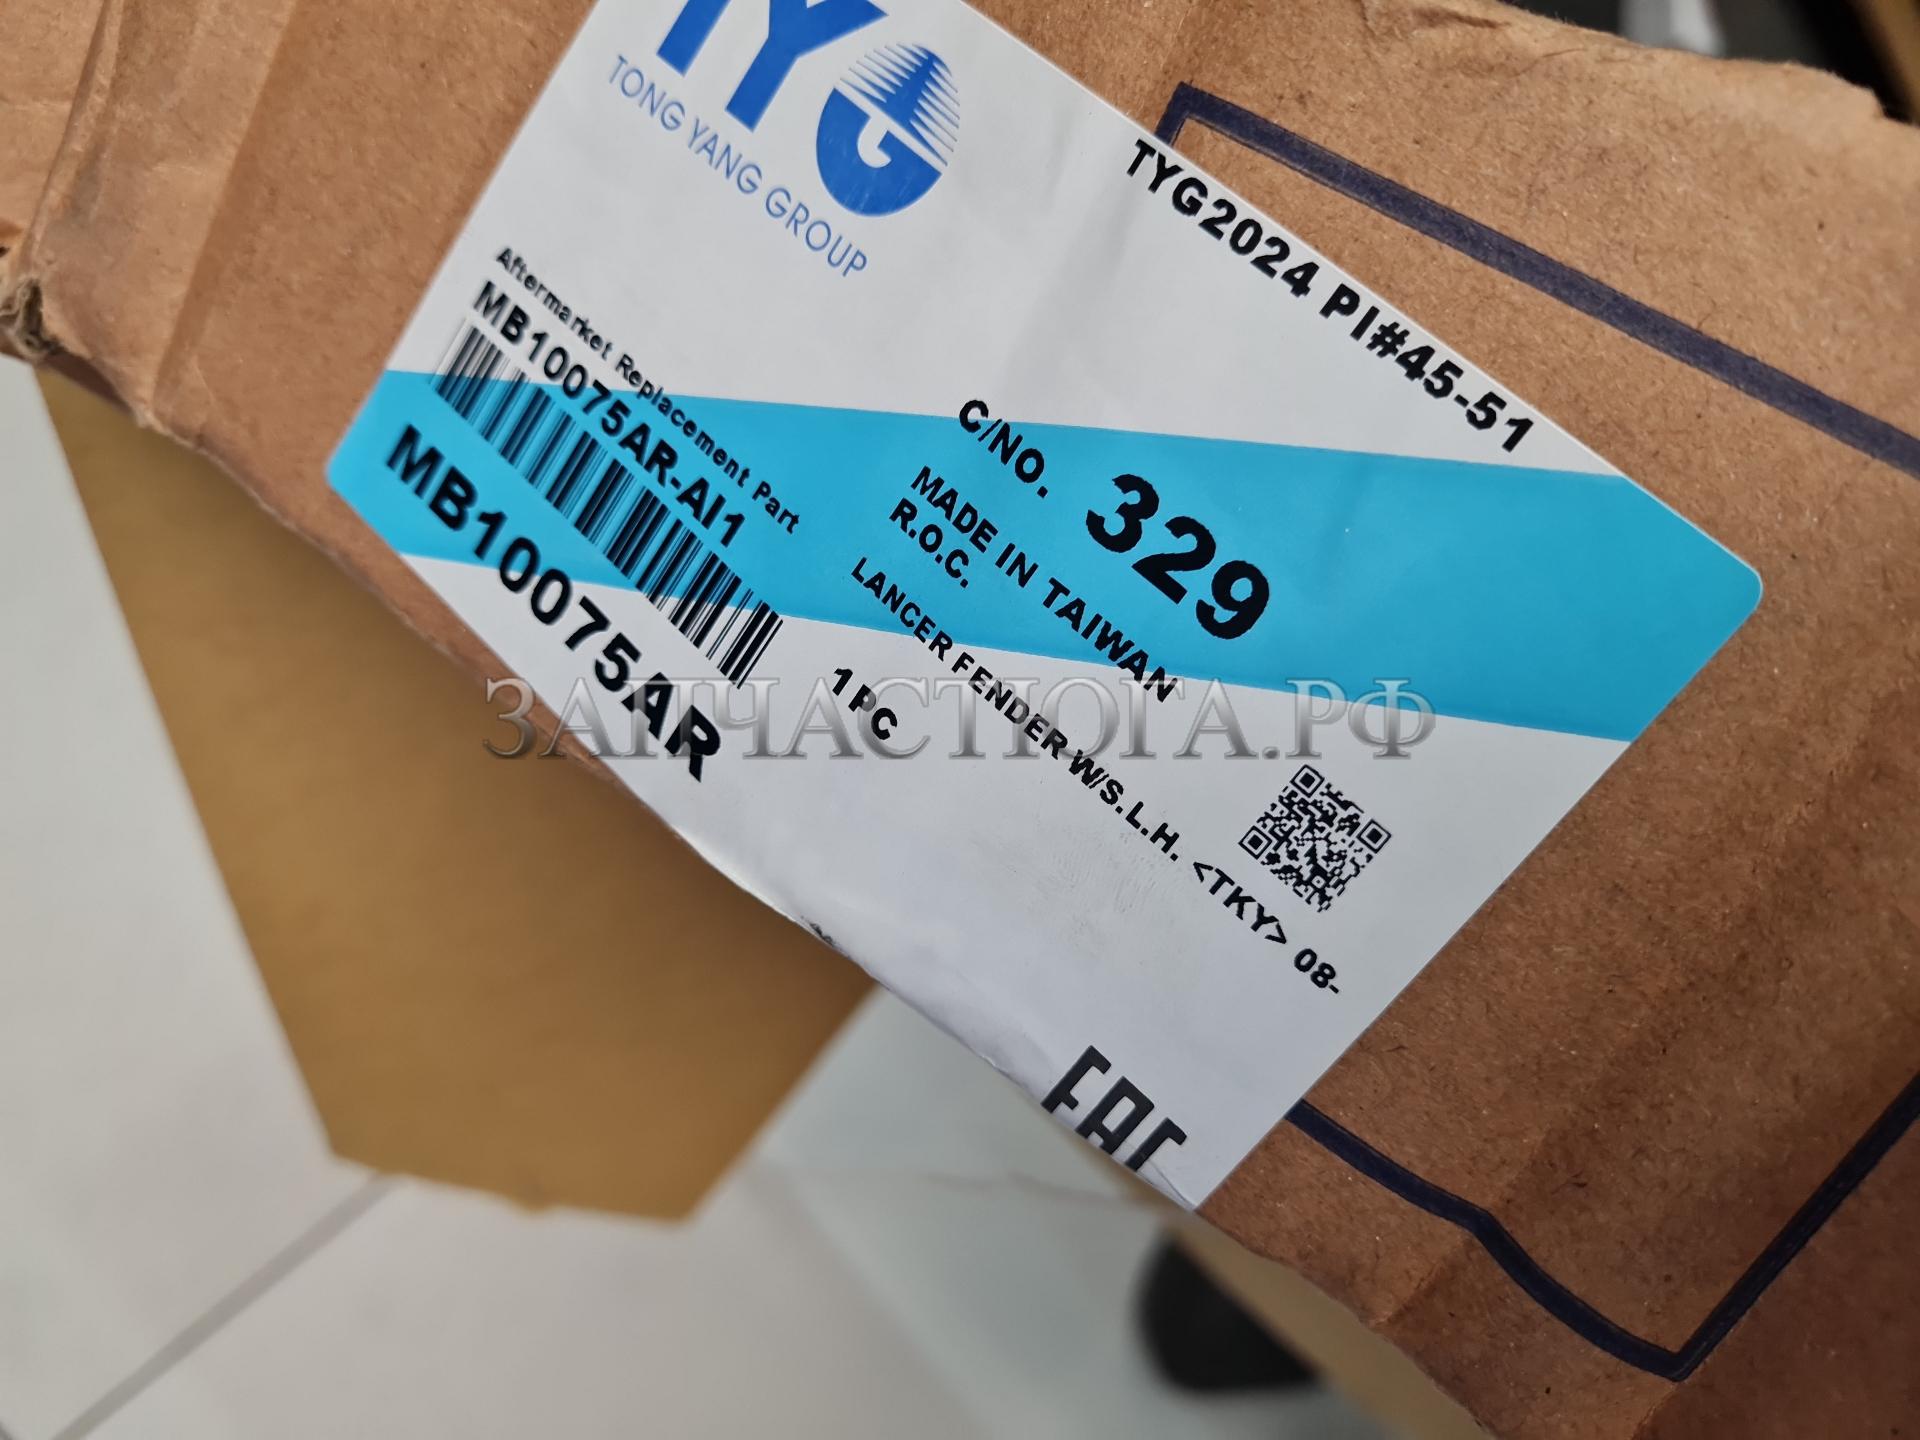 TYG
TONG YANG GROUP
TYG2024 PI#45-51
Aftermarket Replacement Part
MB10075AR-AI1
MB10075AR
C/NO. 329
MADE IN TAIWAN
R.O.C.
LANCER FENDER W/S.L.H. <TKY> 08-
1PC
ЗАПЧАСТЮГА.РФ
EAC